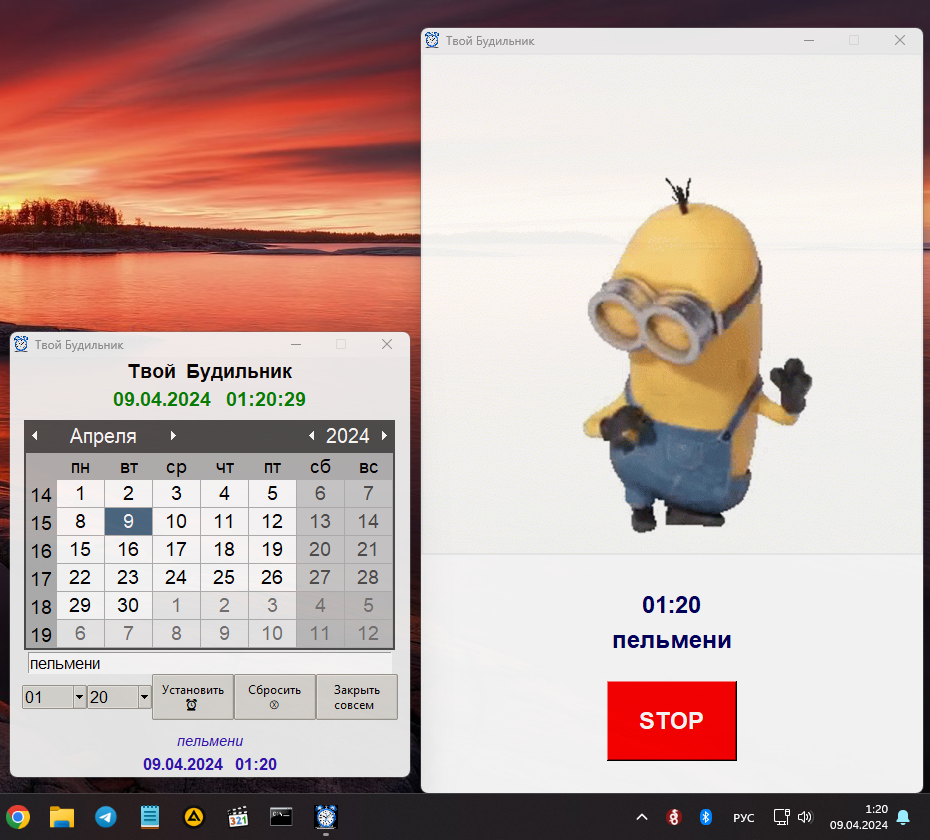 Твой Будильник
01:20
пельмени
STOP
Твой Будильник
Твой Будильник
09.04.2024 01:20:29
Апреля 2024
пн вт ср чт пт сб вс
14 1 2 3 4 5 6 7
15 8 9 10 11 12 13 14
16 15 16 17 18 19 20 21
17 22 23 24 25 26 27 28
18 29 30 1 2 3 4 5
19 6 7 8 9 10 11 12
пельмени
01 20 Установить Сбросить Закрыть
совсем
пельмени
09.04.2024 01:20
321
C:\_
РУС
1:20
09.04.2024